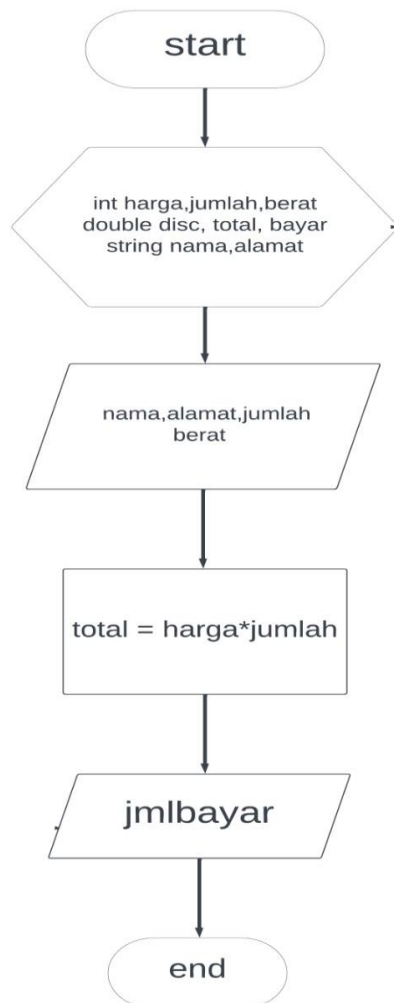 start
int harga,jumlah,berat
double disc, total, bayar
string nama,alamat
nama,alamat,jumlah
berat
total = harga*jumlah
jmlbayar
end